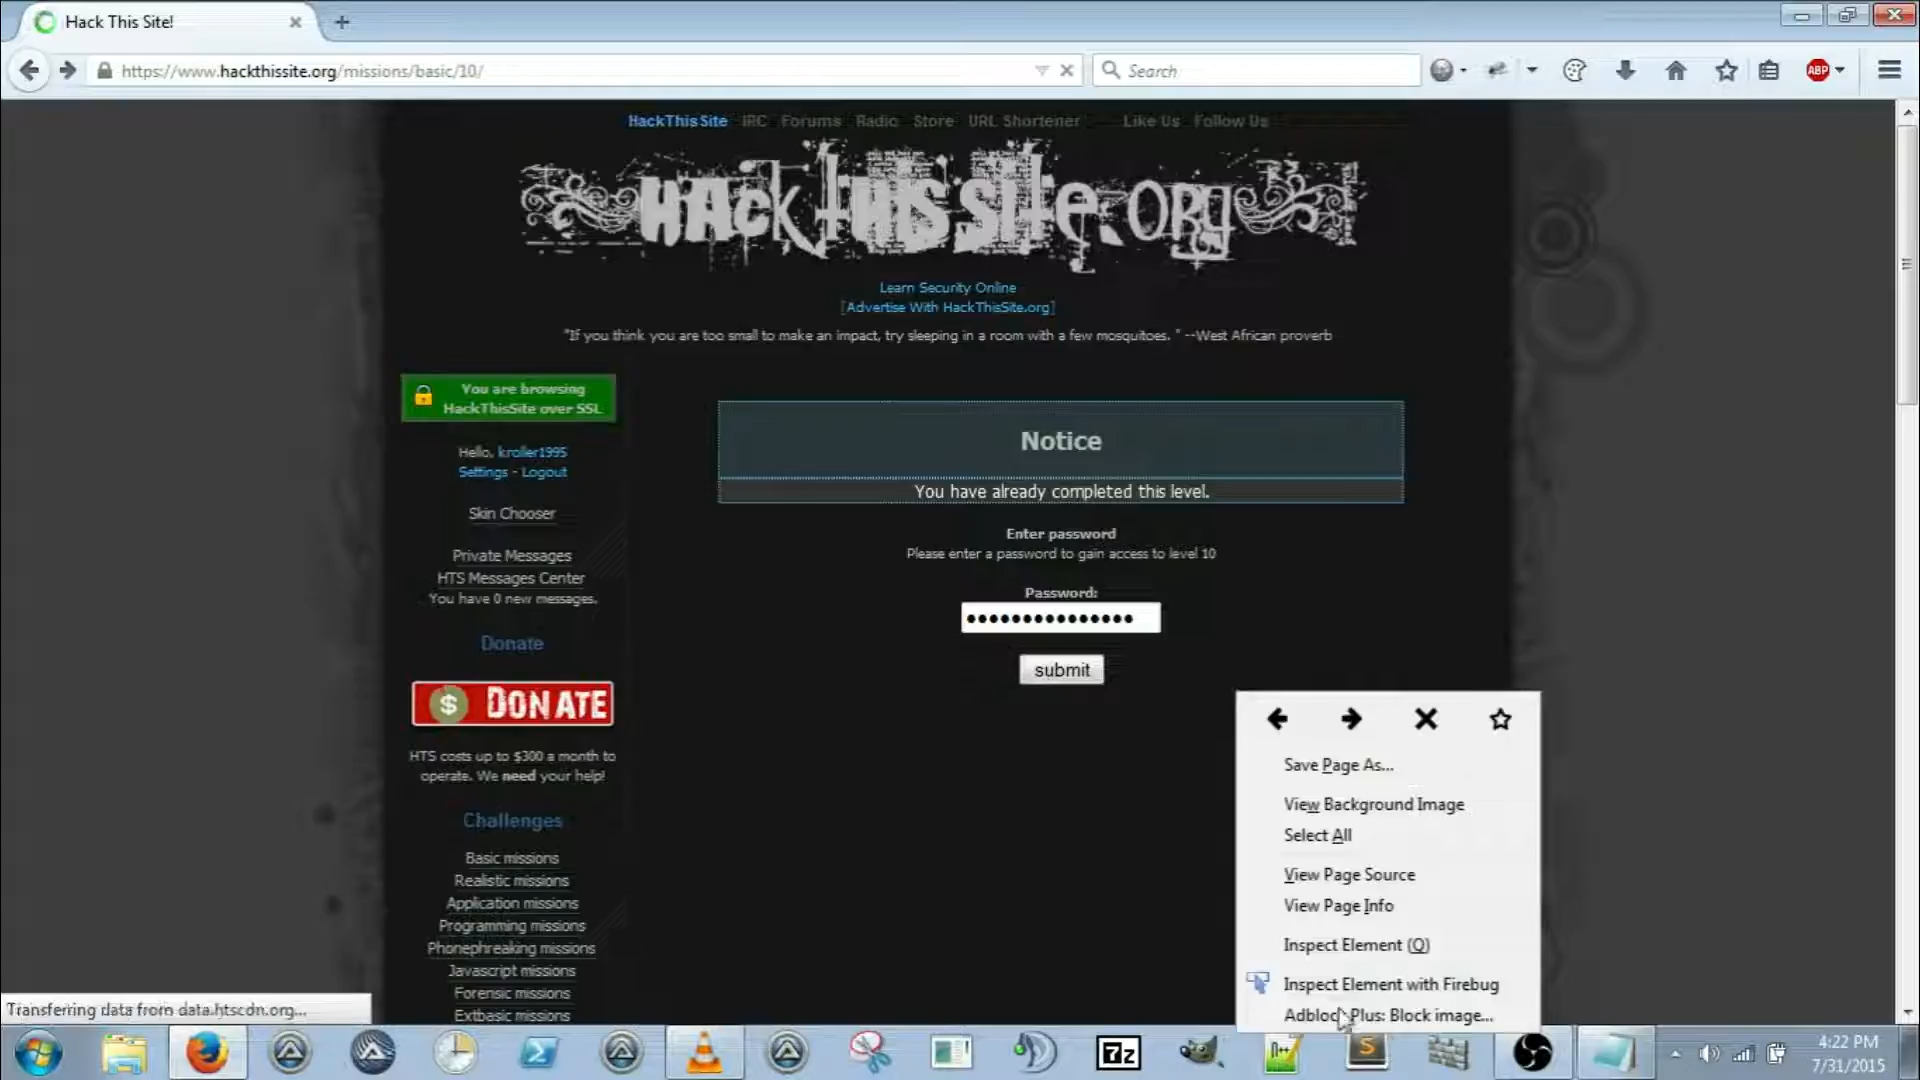 Hack This Site!
https://www.hackthissite.org/missions/basic/10/
Search
ABP
HackThisSite IRC Forums Radio Store URL Shortener Like Us Follow Us
HACK THIS SITE.ORG
Learn Security Online
[Advertise With HackThisSite.org]
"If you think you are too small to make an impact, try sleeping in a room with a few mosquitoes. " --West African proverb
You are browsing
HackThisSite over SSL
Hello, kroller1995
Settings - Logout
Skin Chooser
Private Messages
HTS Messages Center
You have 0 new messages.
Donate
$ DONATE
HTS costs up to $300 a month to
operate. We need your help!
Challenges
Basic missions
Realistic missions
Application missions
Programming missions
Phonephreaking missions
Javascript missions
Forensic missions
Extbasic missions
Notice
You have already completed this level.
Enter password
Please enter a password to gain access to level 10
Password:
submit
Save Page As...
View Background Image
Select All
View Page Source
View Page Info
Inspect Element (Q)
Inspect Element with Firebug
Adblock Plus: Block image...
Transferring data from data.htscdn.org...
7z
S
4:22 PM
7/31/2015